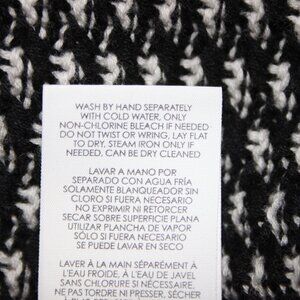 WASH BY HAND SEPARATELY
WITH COLD WATER, ONLY
NON-CHLORINE BLEACH IF NEEDED
DO NOT TWIST OR WRING, LAY FLAT
TO DRY, STEAM IRON ONLY IF
NEEDED, CAN BE DRY CLEANED
LAVAR A MANO POR
SEPARADO CON AGUA FRÍA
SOLAMENTE BLANQUEADOR SIN
CLORO SI FUERA NECESARIO
NO EXPRIMIR NI RETORCER
SECAR SOBRE SUPERFICIE PLANA
UTILIZAR PLANCHA DE VAPOR
SÓLO SI FUERA NECESARIO
SE PUEDE LAVAR EN SECO
LAVER À LA MAIN SÉPARÉMENT À
L'EAU FROIDE, À L'EAU DE JAVEL
SANS CHLORURE SI NÉCESSAIRE,
NE PAS TORDRE NI PRESSER, SÉCHER